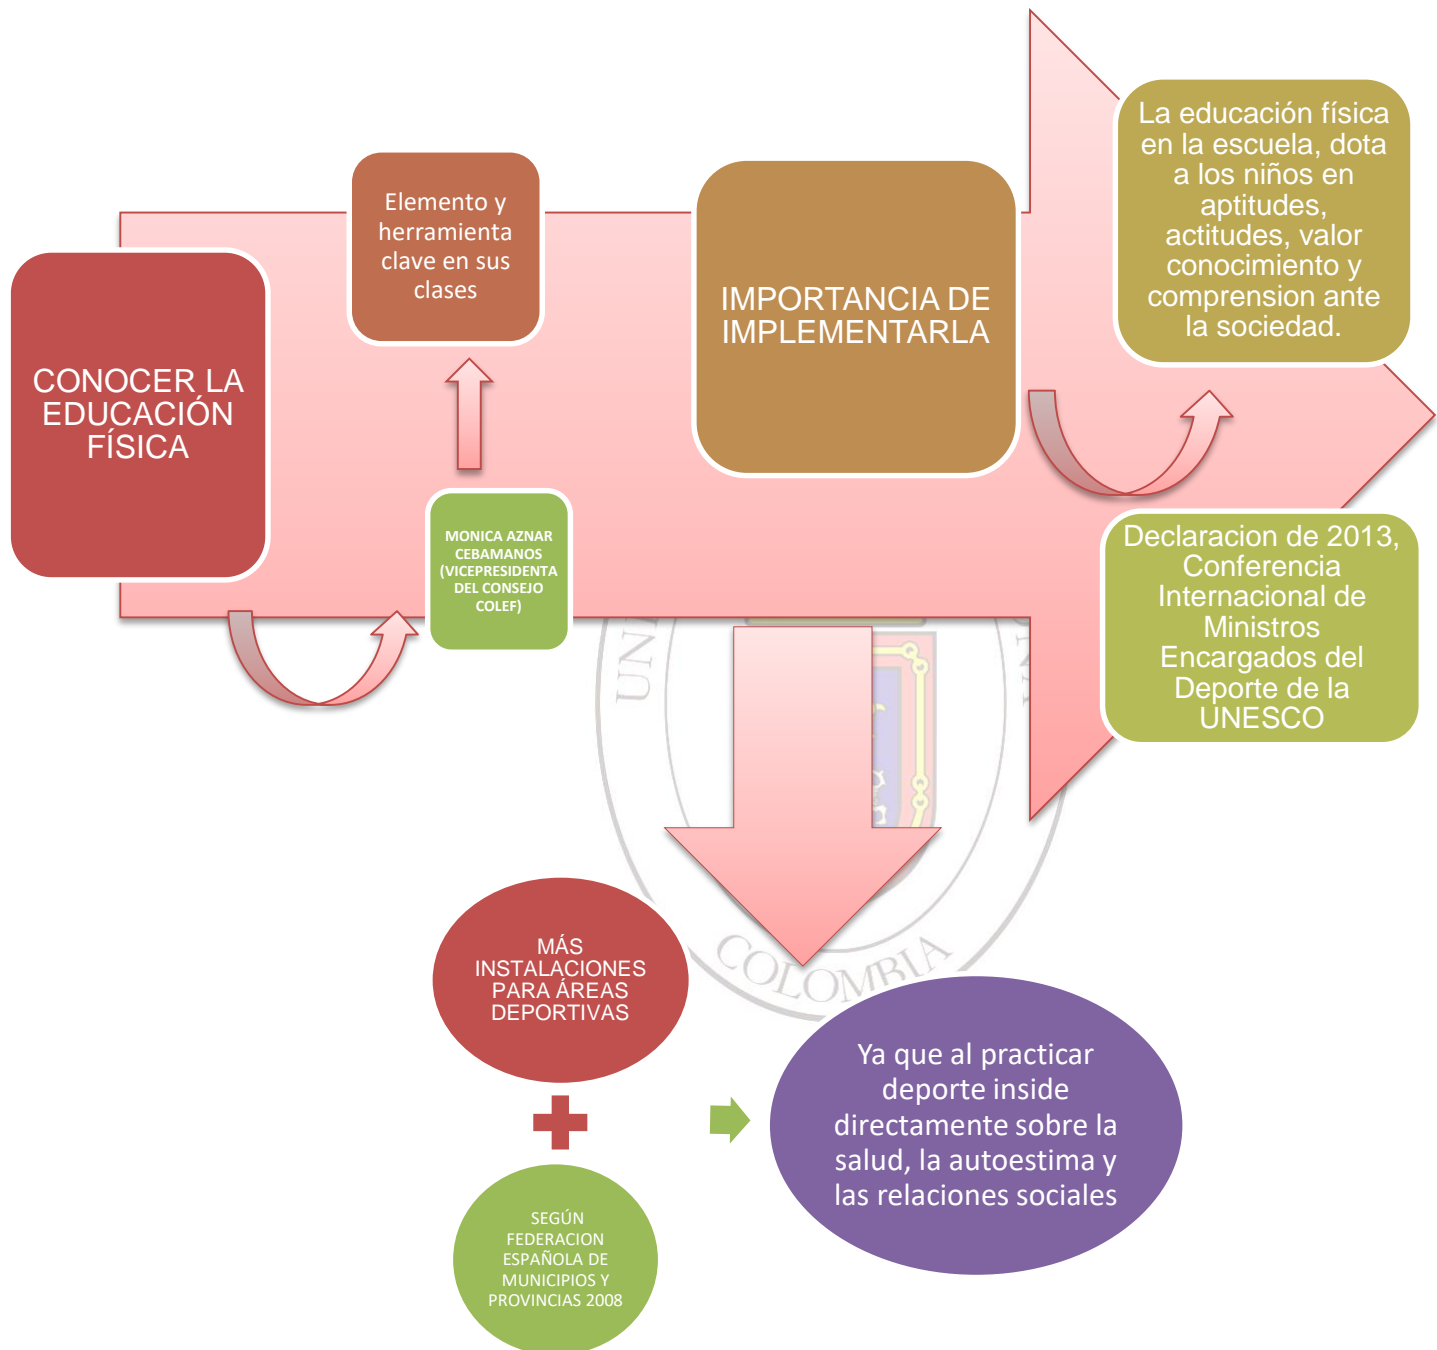 CONOCER LA
EDUCACIÓN
FÍSICA
Elemento y
herramienta
clave en sus
clases
MONICA AZNAR
CEBAMANOS
(VICEPRESIDENTA
DEL CONSEJO
COLEF)
IMPORTANCIA DE
IMPLEMENTARLA
La educación física
en la escuela, dota
a los niños en
aptitudes,
actitudes, valor
conocimiento y
comprension ante
la sociedad.
Declaracion de 2013,
Conferencia
Internacional de
Ministros
Encargados del
Deporte de la
UNESCO
COLOMBIA
MÁS
INSTALACIONES
PARA ÁREAS
DEPORTIVAS
SEGÚN
FEDERACION
ESPAÑOLA DE
MUNICIPIOS Y
PROVINCIAS 2008
Ya que al practicar
deporte inside
directamente sobre la
salud, la autoestima y
las relaciones sociales